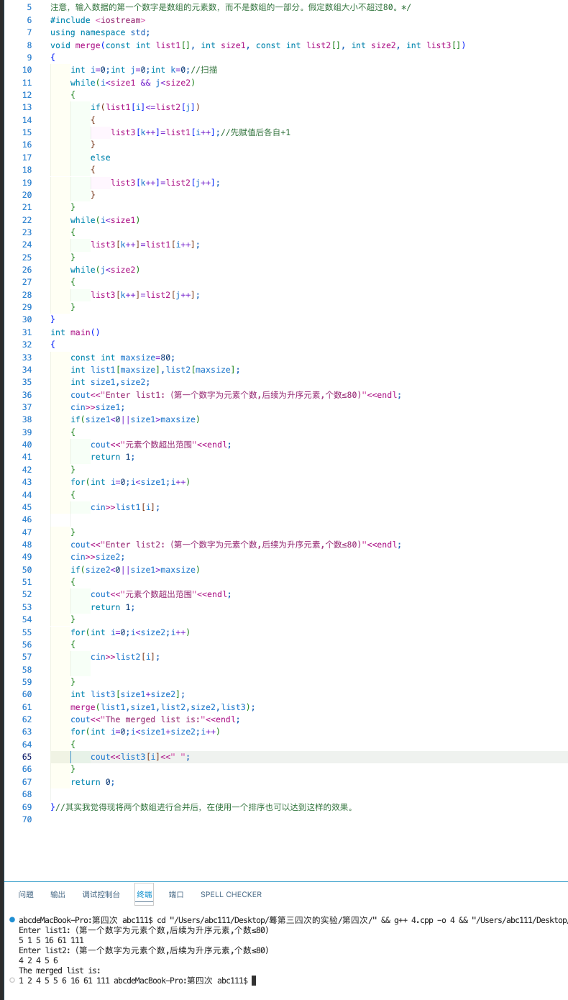 5 注意，输入数据的第一个数字是数组的元素数，而不是数组的一部分。假定数组大小不超过80。*/
6 #include <iostream>
7 using namespace std;
8 void merge(const int list1[], int size1, const int list2[], int size2, int list3[])
9 {
10     int i=0;int j=0;int k=0;//扫描
11     while(i<size1 && j<size2)
12     {
13         if(list1[i]<=list2[j])
14         {
15             list3[k++]=list1[i++];//先赋值后各自+1
16         }
17         else
18         {
19             list3[k++]=list2[j++];
20         }
21     }
22     while(i<size1)
23     {
24         list3[k++]=list1[i++];
25     }
26     while(j<size2)
27     {
28         list3[k++]=list2[j++];
29     }
30 }
31 int main()
32 {
33     const int maxsize=80;
34     int list1[maxsize],list2[maxsize];
35     int size1,size2;
36     cout<<"Enter list1:（第一个数字为元素个数,后续为升序元素,个数≤80)"<<endl;
37     cin>>size1;
38     if(size1<0||size1>maxsize)
39     {
40         cout<<"元素个数超出范围"<<endl;
41         return 1;
42     }
43     for(int i=0;i<size1;i++)
44     {
45         cin>>list1[i];
46
47     }
48     cout<<"Enter list2:（第一个数字为元素个数,后续为升序元素,个数≤80)"<<endl;
49     cin>>size2;
50     if(size2<0||size1>maxsize)
51     {
52         cout<<"元素个数超出范围"<<endl;
53         return 1;
54     }
55     for(int i=0;i<size2;i++)
56     {
57         cin>>list2[i];
58
59     }
60     int list3[size1+size2];
61     merge(list1,size1,list2,size2,list3);
62     cout<<"The merged list is:"<<endl;
63     for(int i=0;i<size1+size2;i++)
64     {
65         cout<<list3[i]<<" ";
66     }
67     return 0;
68
69 }//其实我觉得现将两个数组进行合并后，在使用一个排序也可以达到这样的效果。
70
问题 输出 调试控制台 终端 端口 SPELL CHECKER
abcdeMacBook-Pro:第四次 abc111$ cd "/Users/abc111/Desktop/蓦第三四次的实验/第四次/" && g++ 4.cpp -o 4 && "/Users/abc111/Desktop/
Enter list1:（第一个数字为元素个数,后续为升序元素,个数≤80)
5 1 5 16 61 111
Enter list2:（第一个数字为元素个数,后续为升序元素,个数≤80)
4 2 4 5 6
The merged list is:
1 2 4 5 5 6 16 61 111 abcdeMacBook-Pro:第四次 abc111$